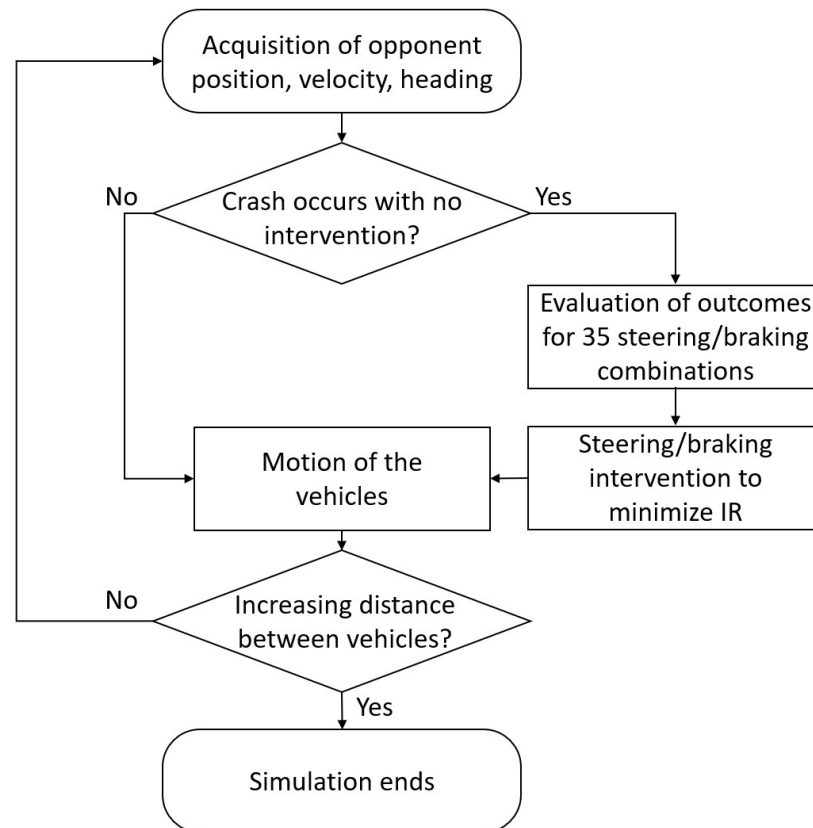 Acquisition of opponent
position, velocity, heading
No
Yes
Crash occurs with no
intervention?
Evaluation of outcomes
for 35 steering/braking
combinations
Steering/braking
intervention to
minimize IR
Motion of the
vehicles
No
Increasing distance
between vehicles?
Yes
Simulation ends